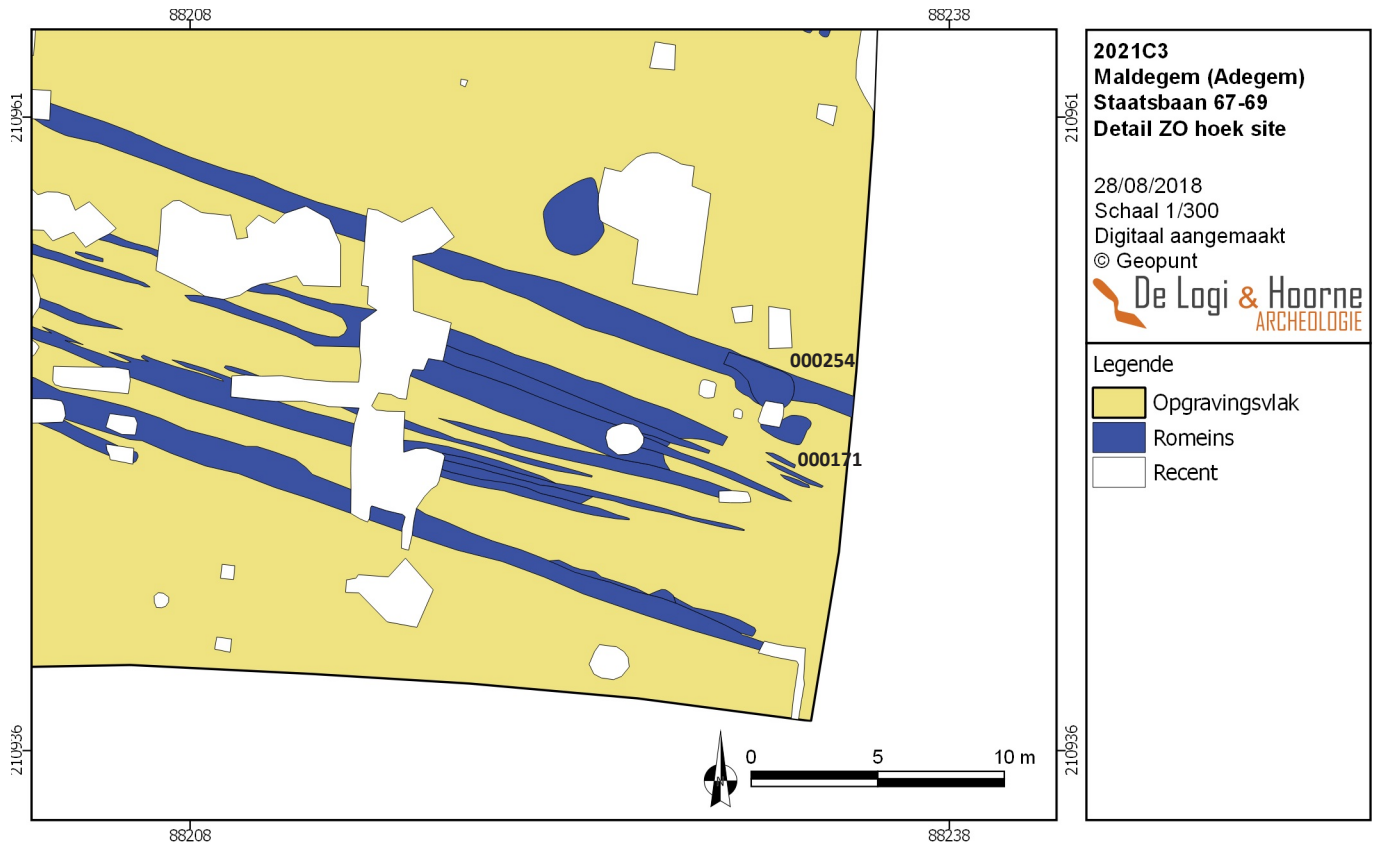 88208
88238
210961
210961
000254
000171
210936
210936
N
0
5
10 m
88208
88238
2021C3
Maldegem (Adegem)
Staatsbaan 67-69
Detail ZO hoek site
28/08/2018
Schaal 1/300
Digitaal aangemaakt
© Geopunt
De Logi & Hoorne
ARCHEOLOGIE
Legende
Opgravingsvlak
Romeins
Recent